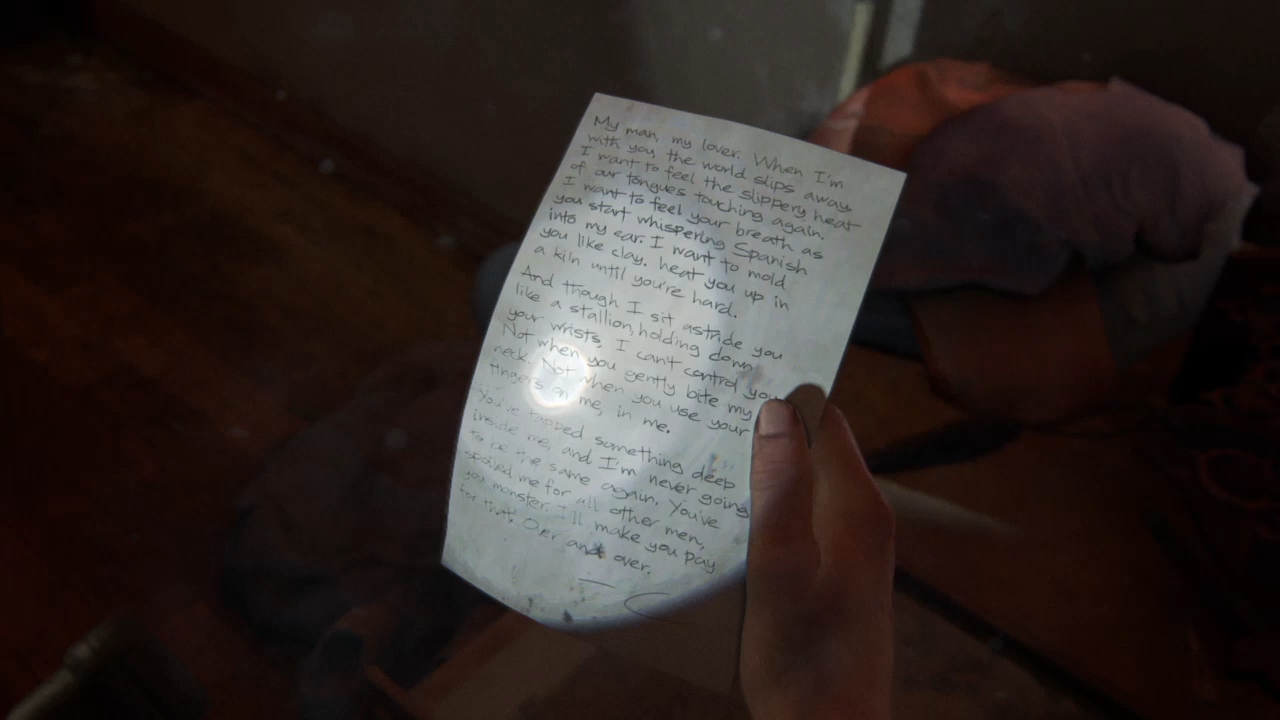 My man, my lover. When I'm
with you, the world slips away.
I want to feel the slippery heat
of our tongues touching again.
I want to feel your breath as
you start whispering Spanish
into my ear. I want to mold
you like clay. heat you up in
a kiln until you're hard.
And though I sit astride you
like a stallion, holding down
your wrists, I can't control you
Not when you gently bite my
neck. Not when you use your
fingers on me, in me.
You've tapped something deep
inside me, and I'm never going
to be the same again. You've
spoiled me for all other men,
you monster. I'll make you pay
for that. Over and over.
— C